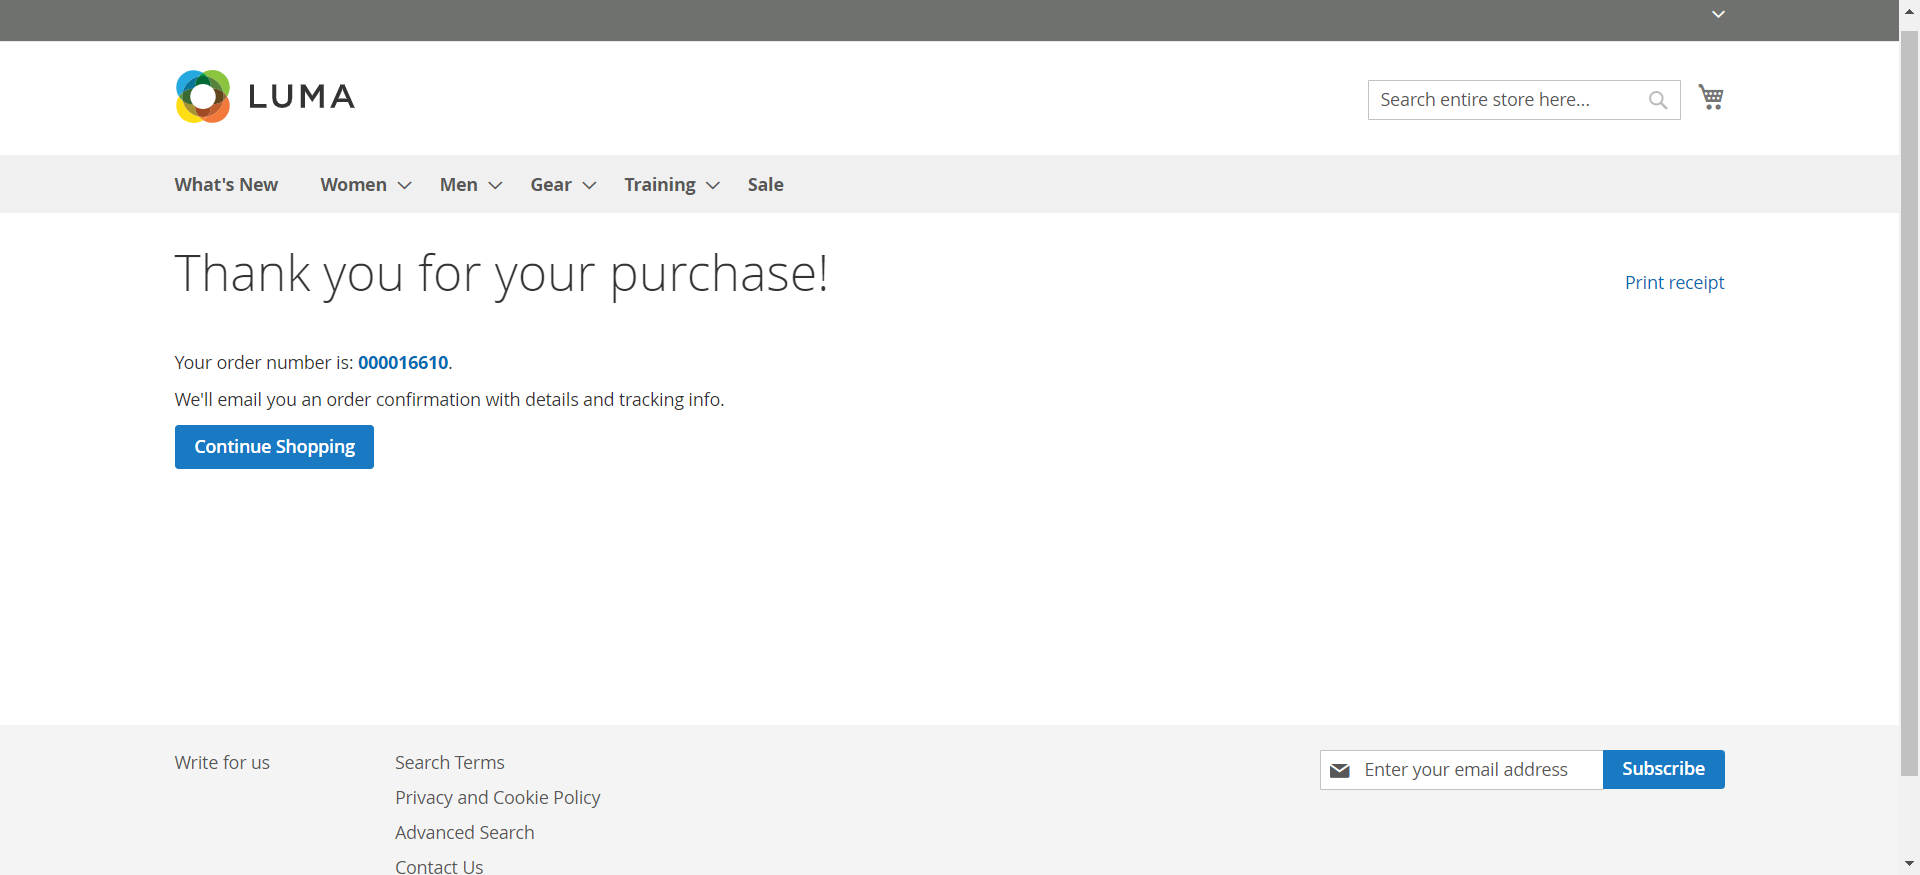 LUMA
Search entire store here...
What's New Women Men Gear Training Sale
Thank you for your purchase!
Print receipt
Your order number is: 000016610.
We'll email you an order confirmation with details and tracking info.
Continue Shopping
Write for us
Search Terms
Privacy and Cookie Policy
Advanced Search
Contact Us
Enter your email address
Subscribe